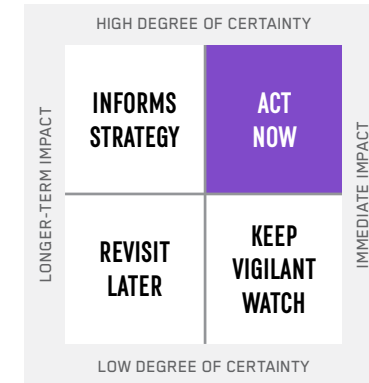 HIGH DEGREE OF CERTAINTY
LONGER-TERM IMPACT
INFORMS
STRATEGY
ACT
NOW
IMMEDIATE IMPACT
REVISIT
LATER
KEEP
VIGILANT
WATCH
LOW DEGREE OF CERTAINTY